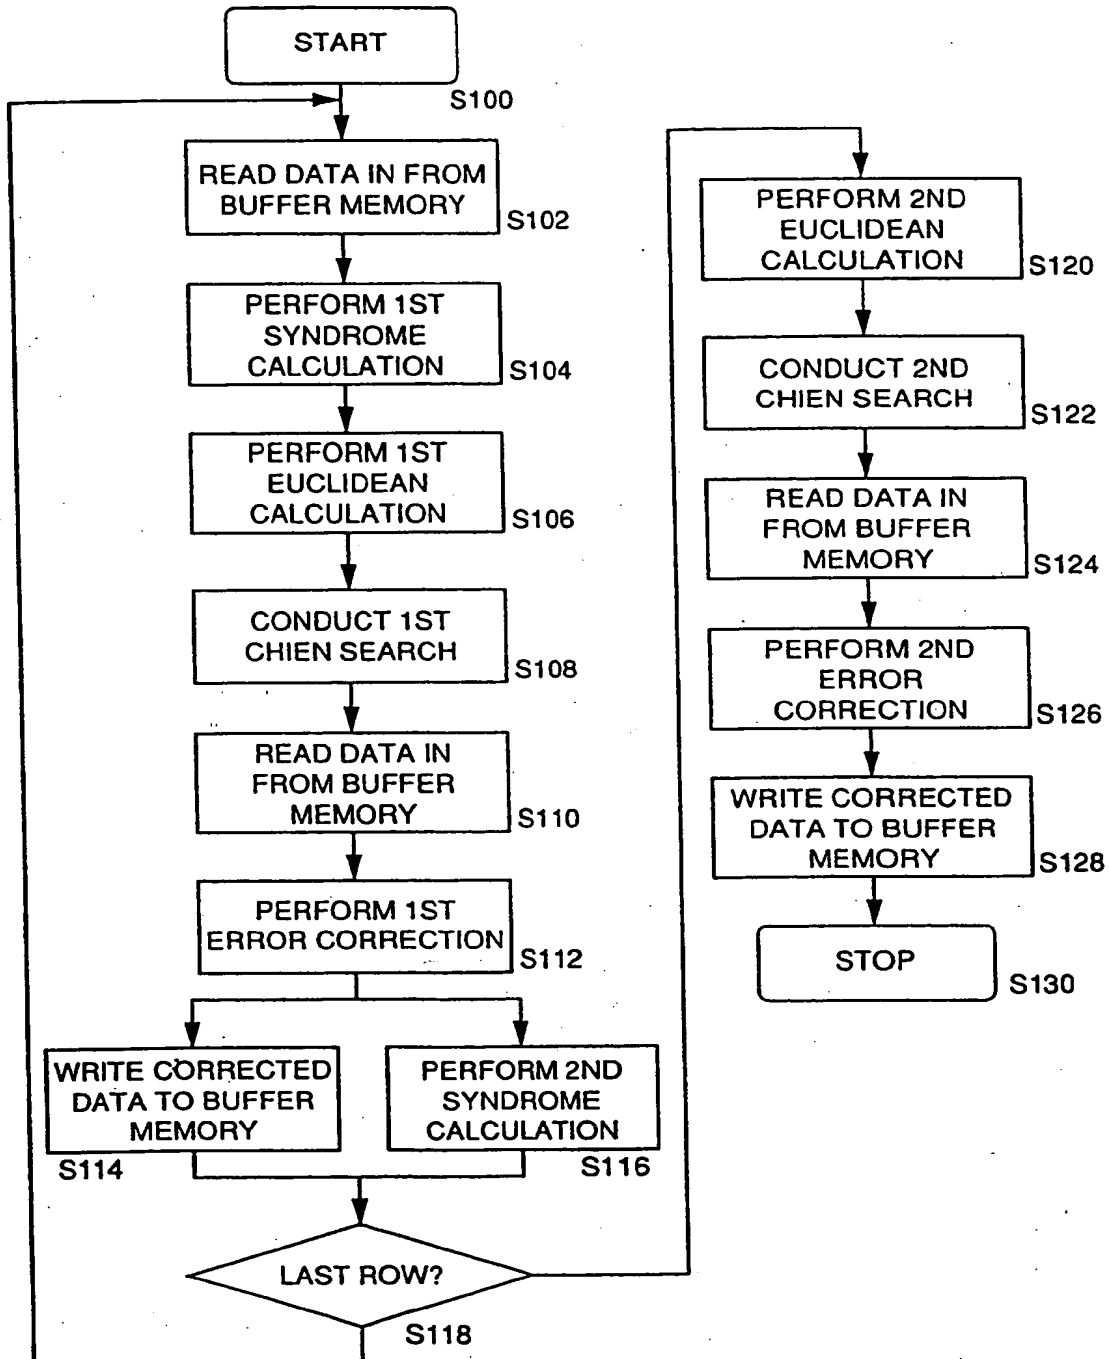 START
S100
READ DATA IN FROM
BUFFER MEMORY
S102
PERFORM 1ST
SYNDROME
CALCULATION
S104
PERFORM 1ST
EUCLIDEAN
CALCULATION
S106
CONDUCT 1ST
CHIEN SEARCH
S108
READ DATA IN
FROM BUFFER
MEMORY
S110
PERFORM 1ST
ERROR CORRECTION
S112
WRITE CORRECTED
DATA TO BUFFER
MEMORY
S114
PERFORM 2ND
SYNDROME
CALCULATION
S116
LAST ROW?
S118
PERFORM 2ND
EUCLIDEAN
CALCULATION
S120
CONDUCT 2ND
CHIEN SEARCH
S122
READ DATA IN
FROM BUFFER
MEMORY
S124
PERFORM 2ND
ERROR
CORRECTION
S126
WRITE CORRECTED
DATA TO BUFFER
MEMORY
S128
STOP
S130